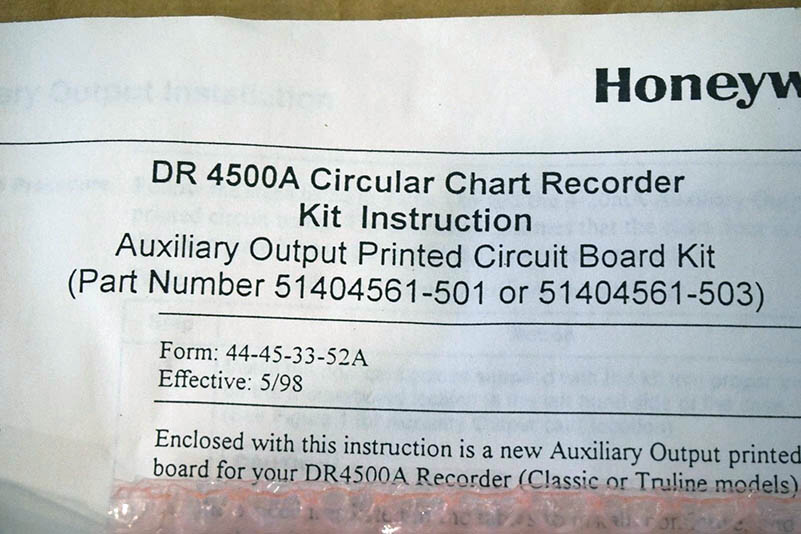 Honeyw
DR 4500A Circular Chart Recorder
Kit Instruction
Auxiliary Output Printed Circuit Board Kit
(Part Number 51404561-501 or 51404561-503)
Form: 44-45-33-52A
Effective: 5/98
Enclosed with this instruction is a new Auxiliary Output printed
board for your DR4500A Recorder (Classic or Truline models)